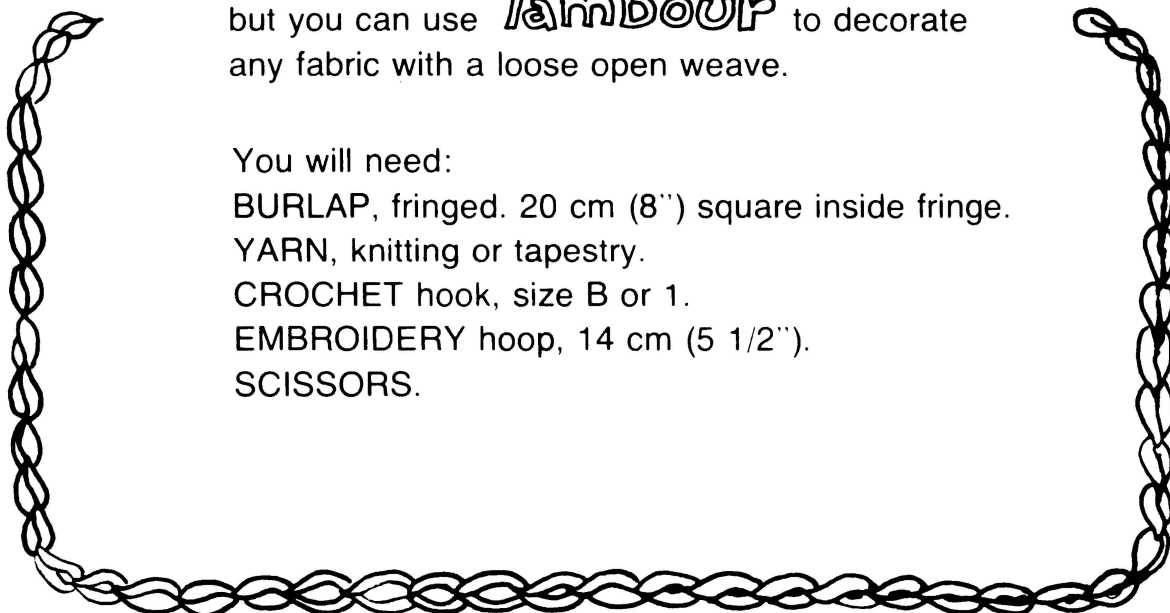 but you can use Tambour to decorate
any fabric with a loose open weave.
You will need:
BURLAP, fringed. 20 cm (8'') square inside fringe.
YARN, knitting or tapestry.
CROCHET hook, size B or 1.
EMBROIDERY hoop, 14 cm (5 1/2'').
SCISSORS.